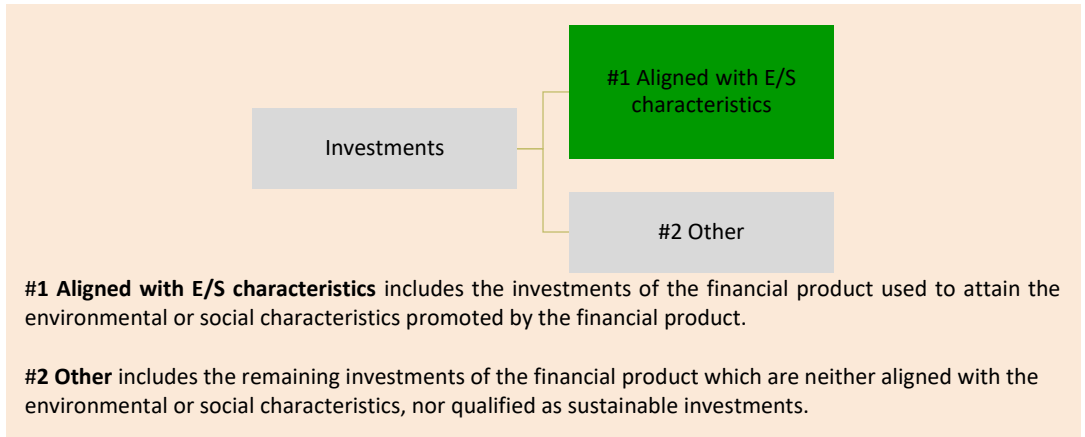 #1 Aligned with E/S
characteristics
Investments
#2 Other
#1 Aligned with E/S characteristics includes the investments of the financial product used to attain the
environmental or social characteristics promoted by the financial product.
#2 Other includes the remaining investments of the financial product which are neither aligned with the
environmental or social characteristics, nor qualified as sustainable investments.